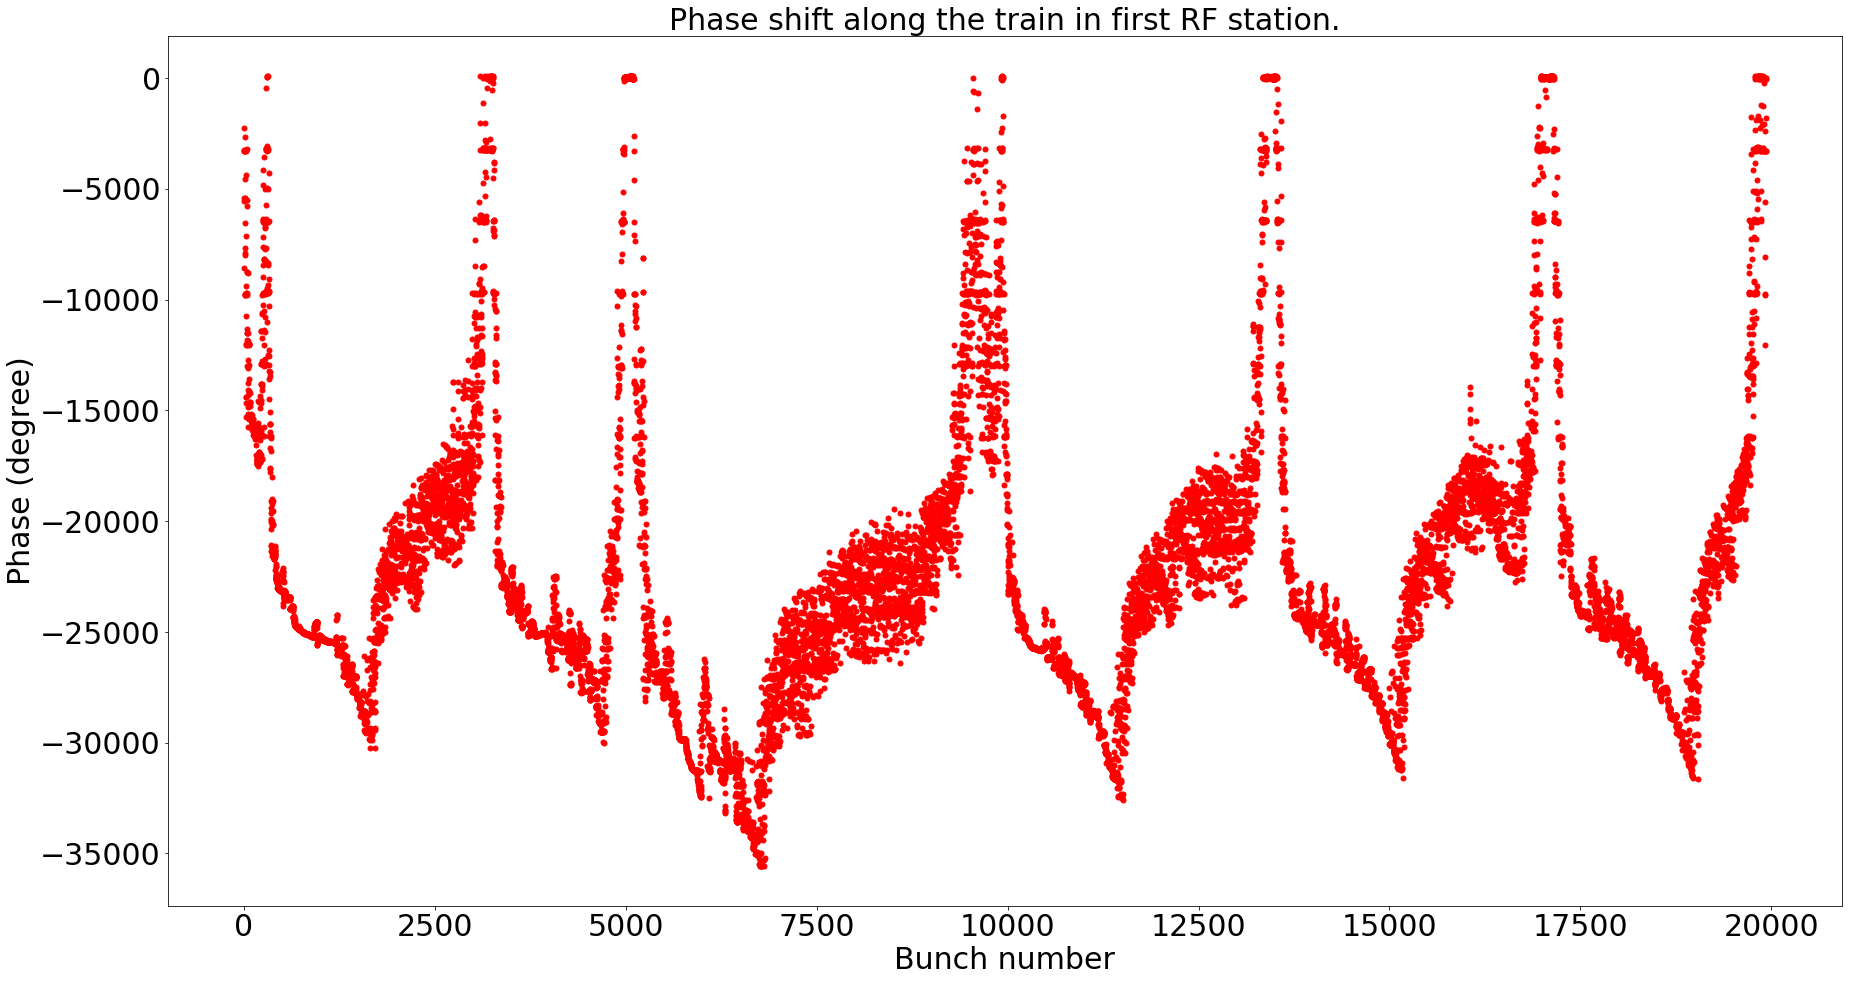 Phase shift along the train in first RF station.
Phase (degree)
0
−5000
−10000
−15000
−20000
−25000
−30000
−35000
0 2500 5000 7500 10000 12500 15000 17500 20000
Bunch number